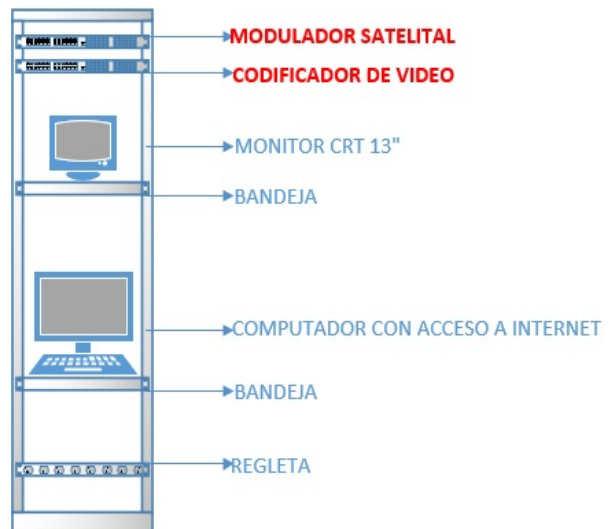 MODULADOR SATELITAL
CODIFICADOR DE VIDEO
MONITOR CRT 13"
BANDEJA
COMPUTADOR CON ACCESO A INTERNET
BANDEJA
REGLETA